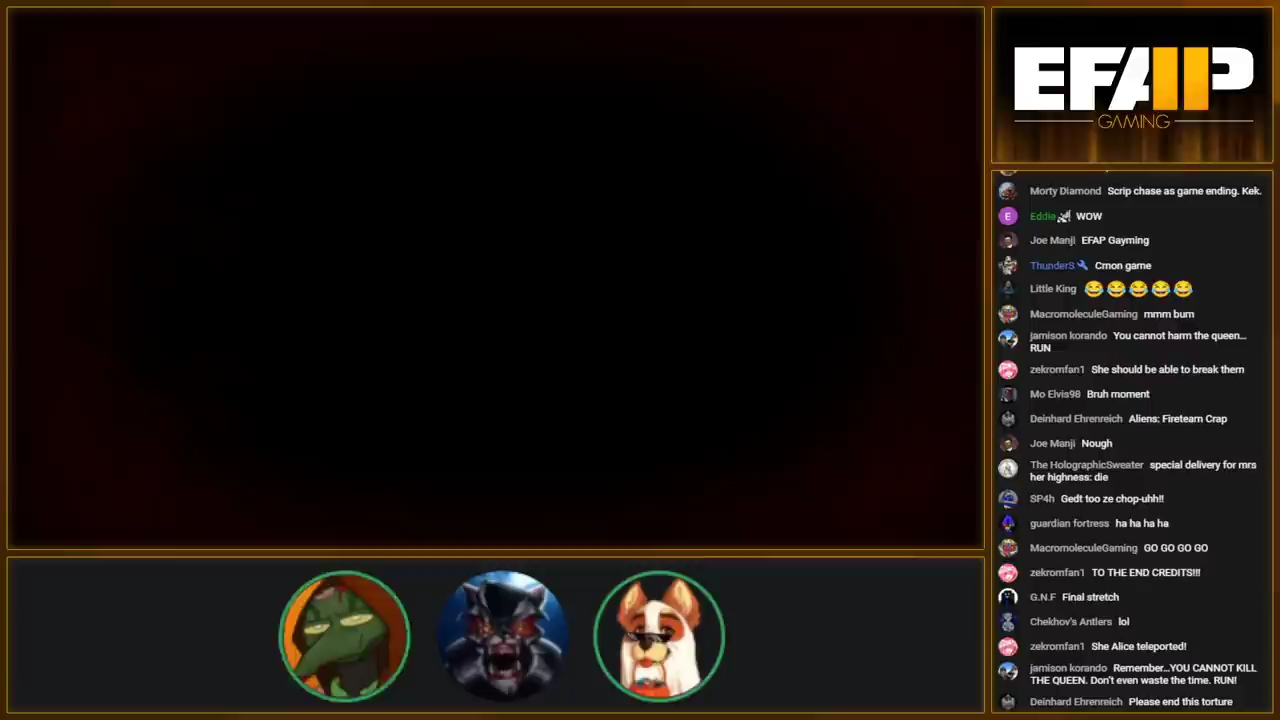 EFAP
GAMING
Morty Diamond Scrip chase as game ending. Kek.
E
Eddia WOW
Joe Manji EFAP Gayming
ThunderS Cmon game
Little King 😂😂😂😂😂
MacromoleculeGaming mmm bum
jamison korando You cannot harm the queen...
RUN
zekromfan1 She should be able to break them
Mo Elvis98 Bruh moment
Deinhard Ehrenreich Aliens: Fireteam Crap
Joe Manji Nough
The HolographicSweater special delivery for mrs
her highness: die
SP4h Gedt too ze chop-uhh!!
guardian fortress ha ha ha ha
MacromoleculeGaming GO GO GO GO
zekromfan1 TO THE END CREDITS!!!
G.N.F Final stretch
Chekhov's Antlers lol
zekromfan1 She Alice teleported!
jamison korando Remember...YOU CANNOT KILL
THE QUEEN. Don't even waste the time. RUN!
Deinhard Ehrenreich Please end this torture